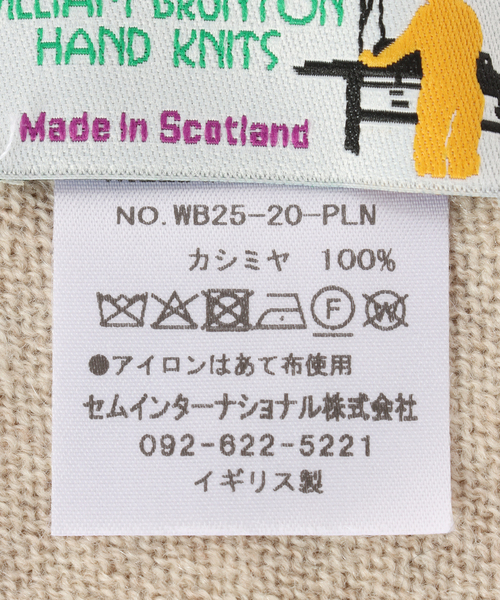 WILLIAM BRUNTON
HAND KNITS
Made in Scotland
NO.WB25-20-PLN
カシミヤ 100%
F W
●アイロンはあて布使用
セムインターナショナル株式会社
092-622-5221
イギリス製